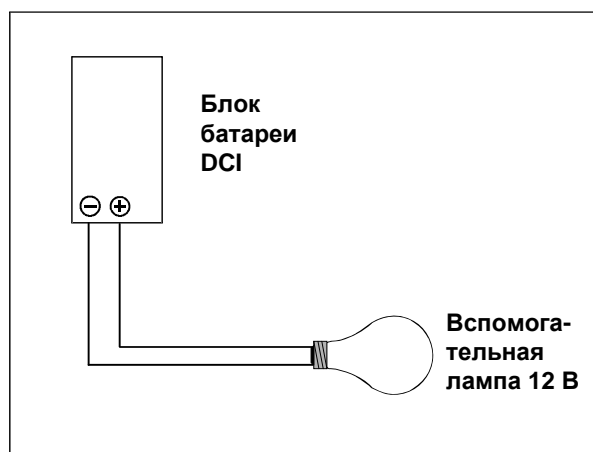 Блок
батареи
DCI
Вспомога-
тельная
лампа 12 В